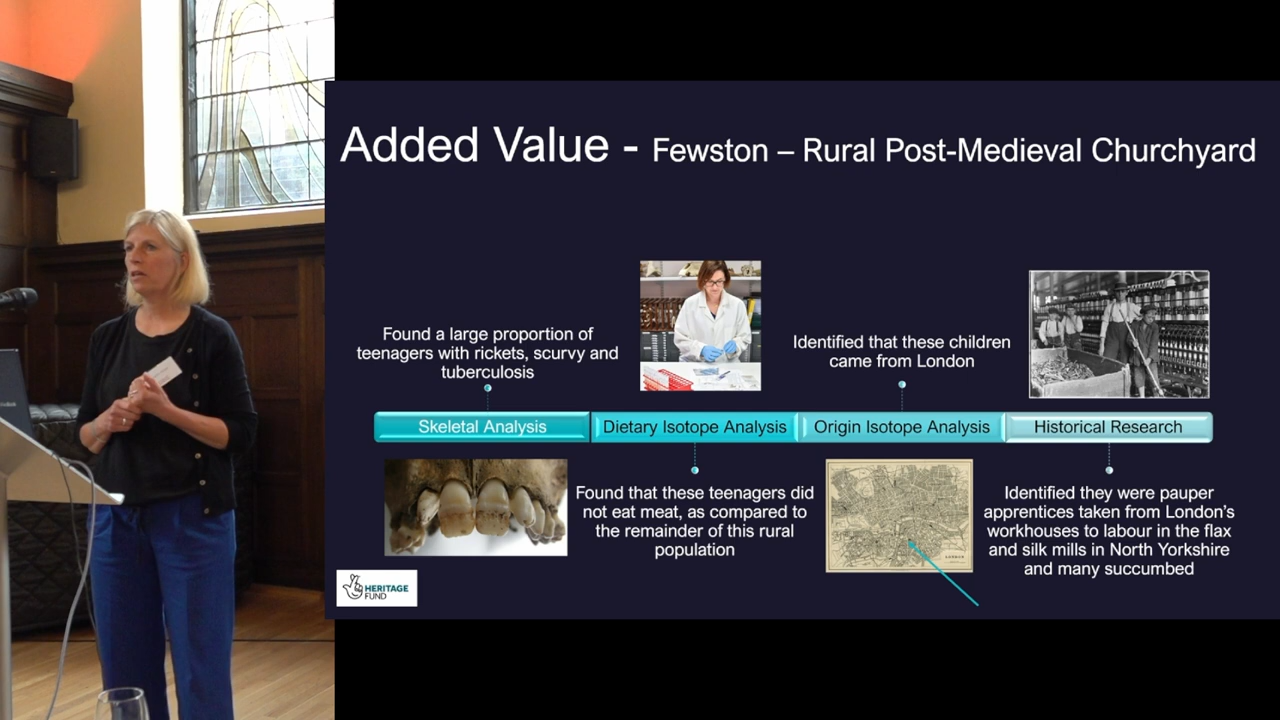 Added Value - Fewston – Rural Post-Medieval Churchyard
Found a large proportion of
teenagers with rickets, scurvy and
tuberculosis
Identified that these children
came from London
Skeletal Analysis
Dietary Isotope Analysis
Origin Isotope Analysis
Historical Research
Found that these teenagers did
not eat meat, as compared to
the remainder of this rural
population
Identified they were pauper
apprentices taken from London's
workhouses to labour in the flax
and silk mills in North Yorkshire
and many succumbed
LONDON
HERITAGE
FUND